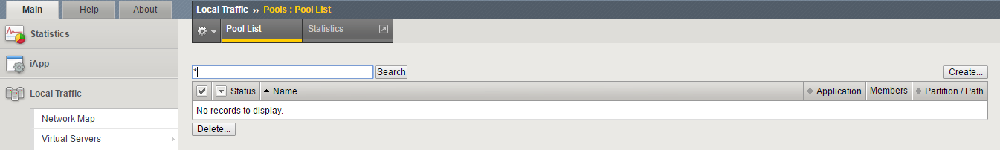 Main Help About
Local Traffic ›› Pools : Pool List
Statistics
Pool List Statistics
iApp
* Search Create...
Local Traffic
Status Name Application Members Partition / Path
No records to display.
Network Map
Delete...
Virtual Servers